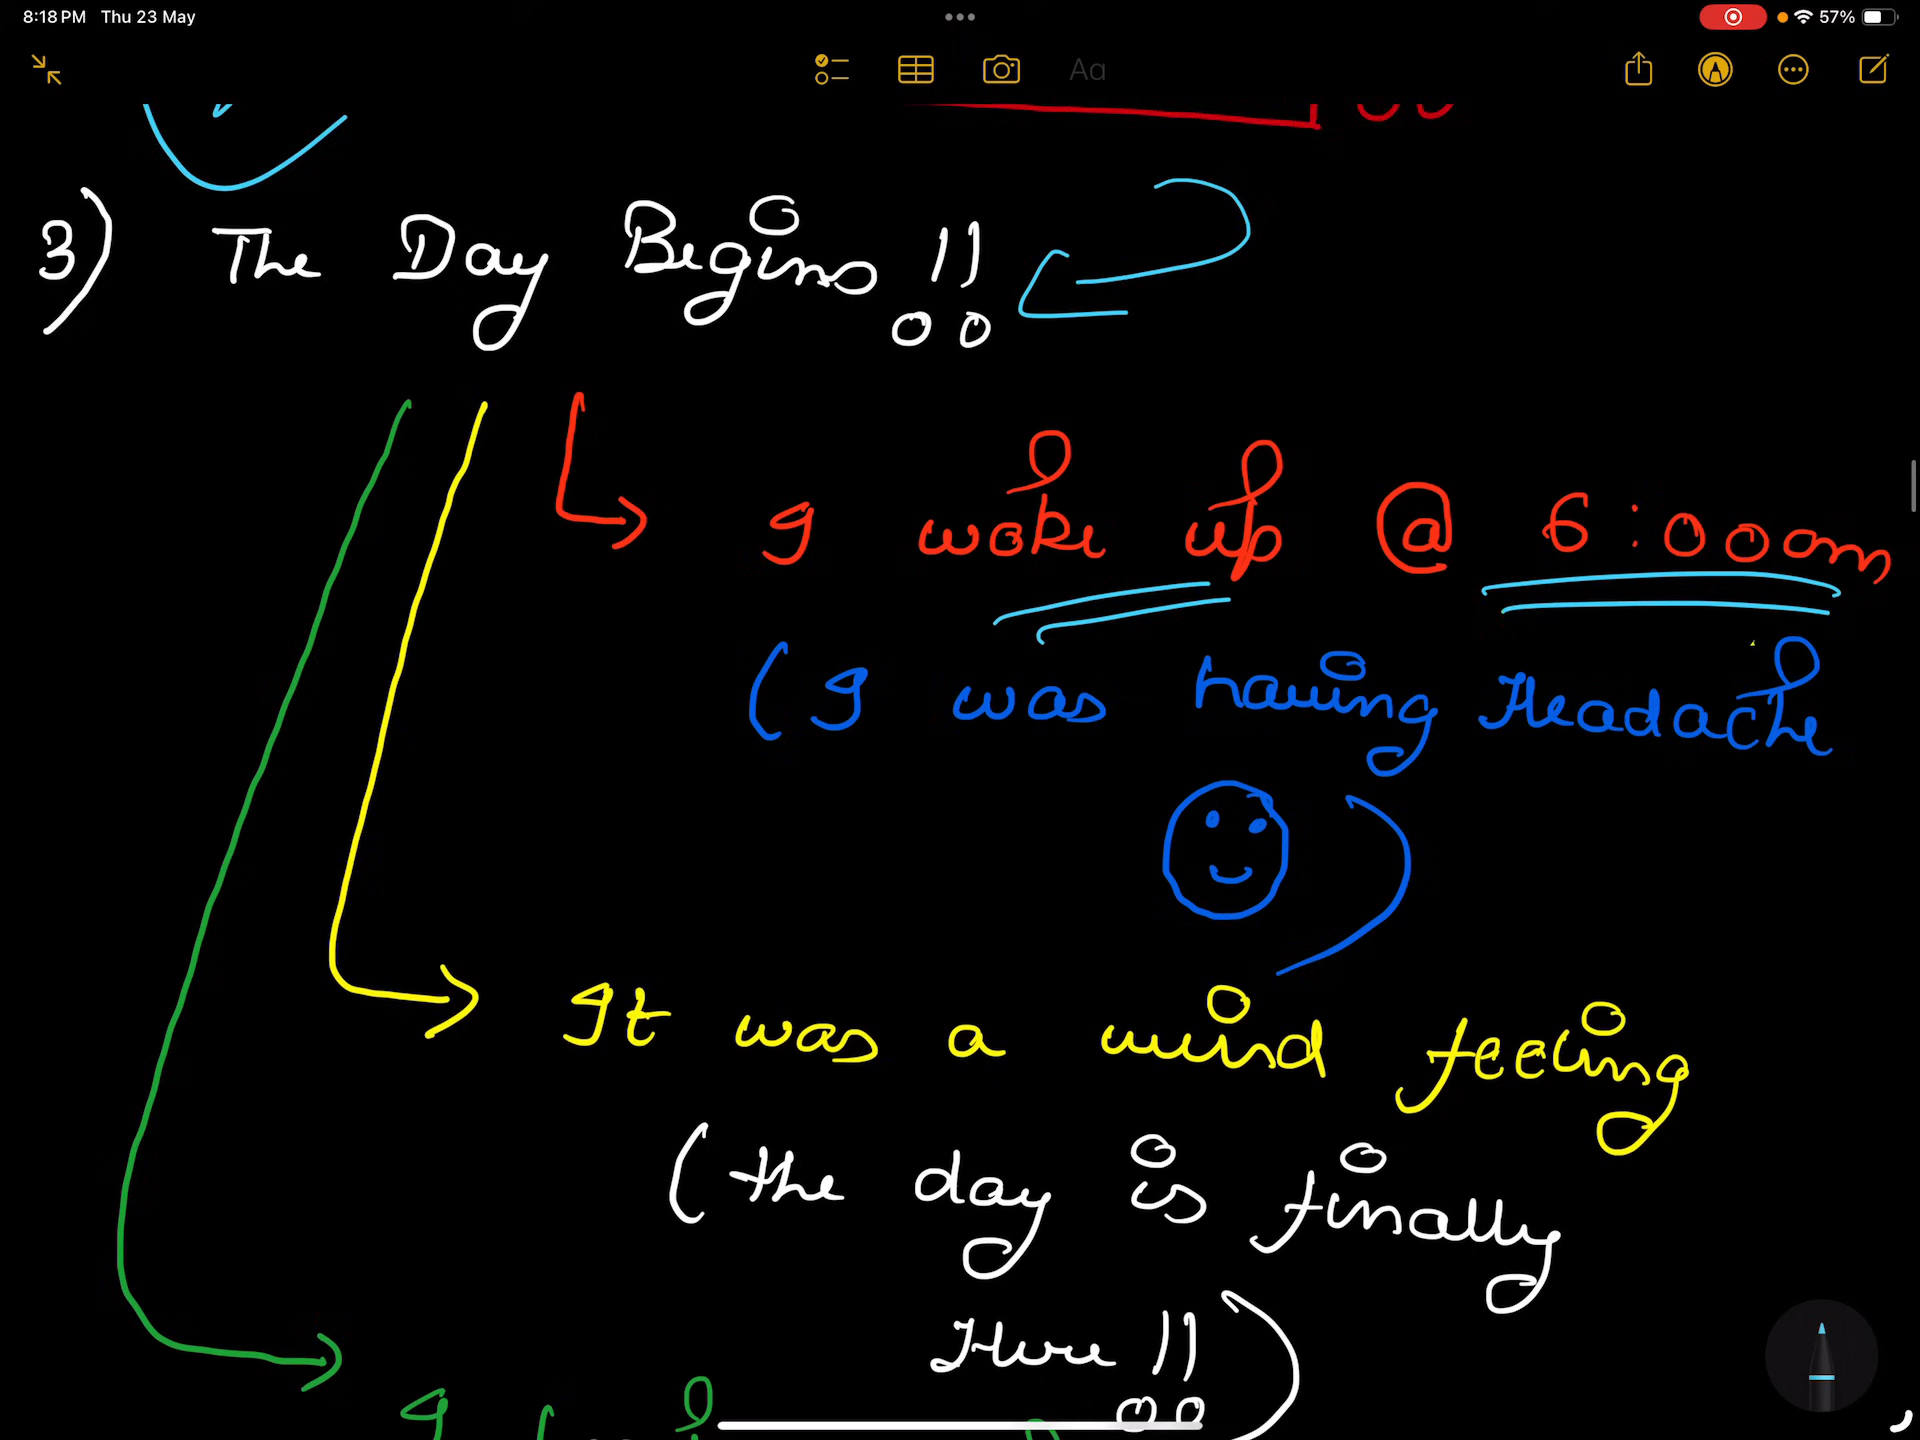 8:18 PM Thu 23 May
57%
Aa
3) The Day Begins !!
I woke up @ 6:00am
(I was having Headache
It was a weird feeling
(the day is finally
Here !!